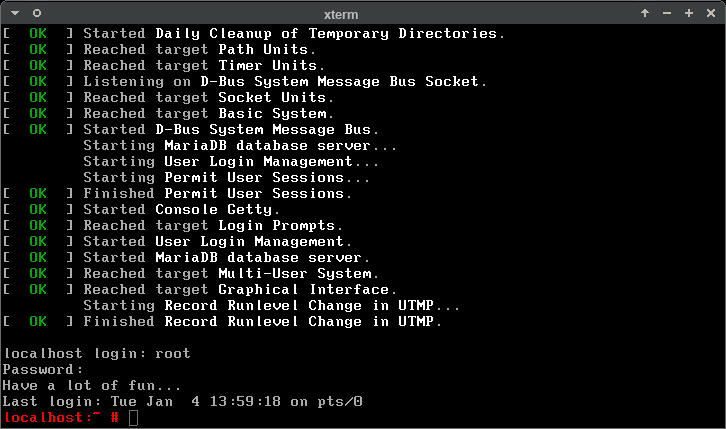 xterm
[  OK  ] Started Daily Cleanup of Temporary Directories.
[  OK  ] Reached target Path Units.
[  OK  ] Reached target Timer Units.
[  OK  ] Listening on D-Bus System Message Bus Socket.
[  OK  ] Reached target Socket Units.
[  OK  ] Reached target Basic System.
[  OK  ] Started D-Bus System Message Bus.
         Starting MariaDB database server...
         Starting User Login Management...
         Starting Permit User Sessions...
[  OK  ] Finished Permit User Sessions.
[  OK  ] Started Console Getty.
[  OK  ] Reached target Login Prompts.
[  OK  ] Started User Login Management.
[  OK  ] Started MariaDB database server.
[  OK  ] Reached target Multi-User System.
[  OK  ] Reached target Graphical Interface.
         Starting Record Runlevel Change in UTMP...
[  OK  ] Finished Record Runlevel Change in UTMP.
localhost login: root
Password:
Have a lot of fun...
Last login: Tue Jan  4 13:59:18 on pts/0
localhost:~ #